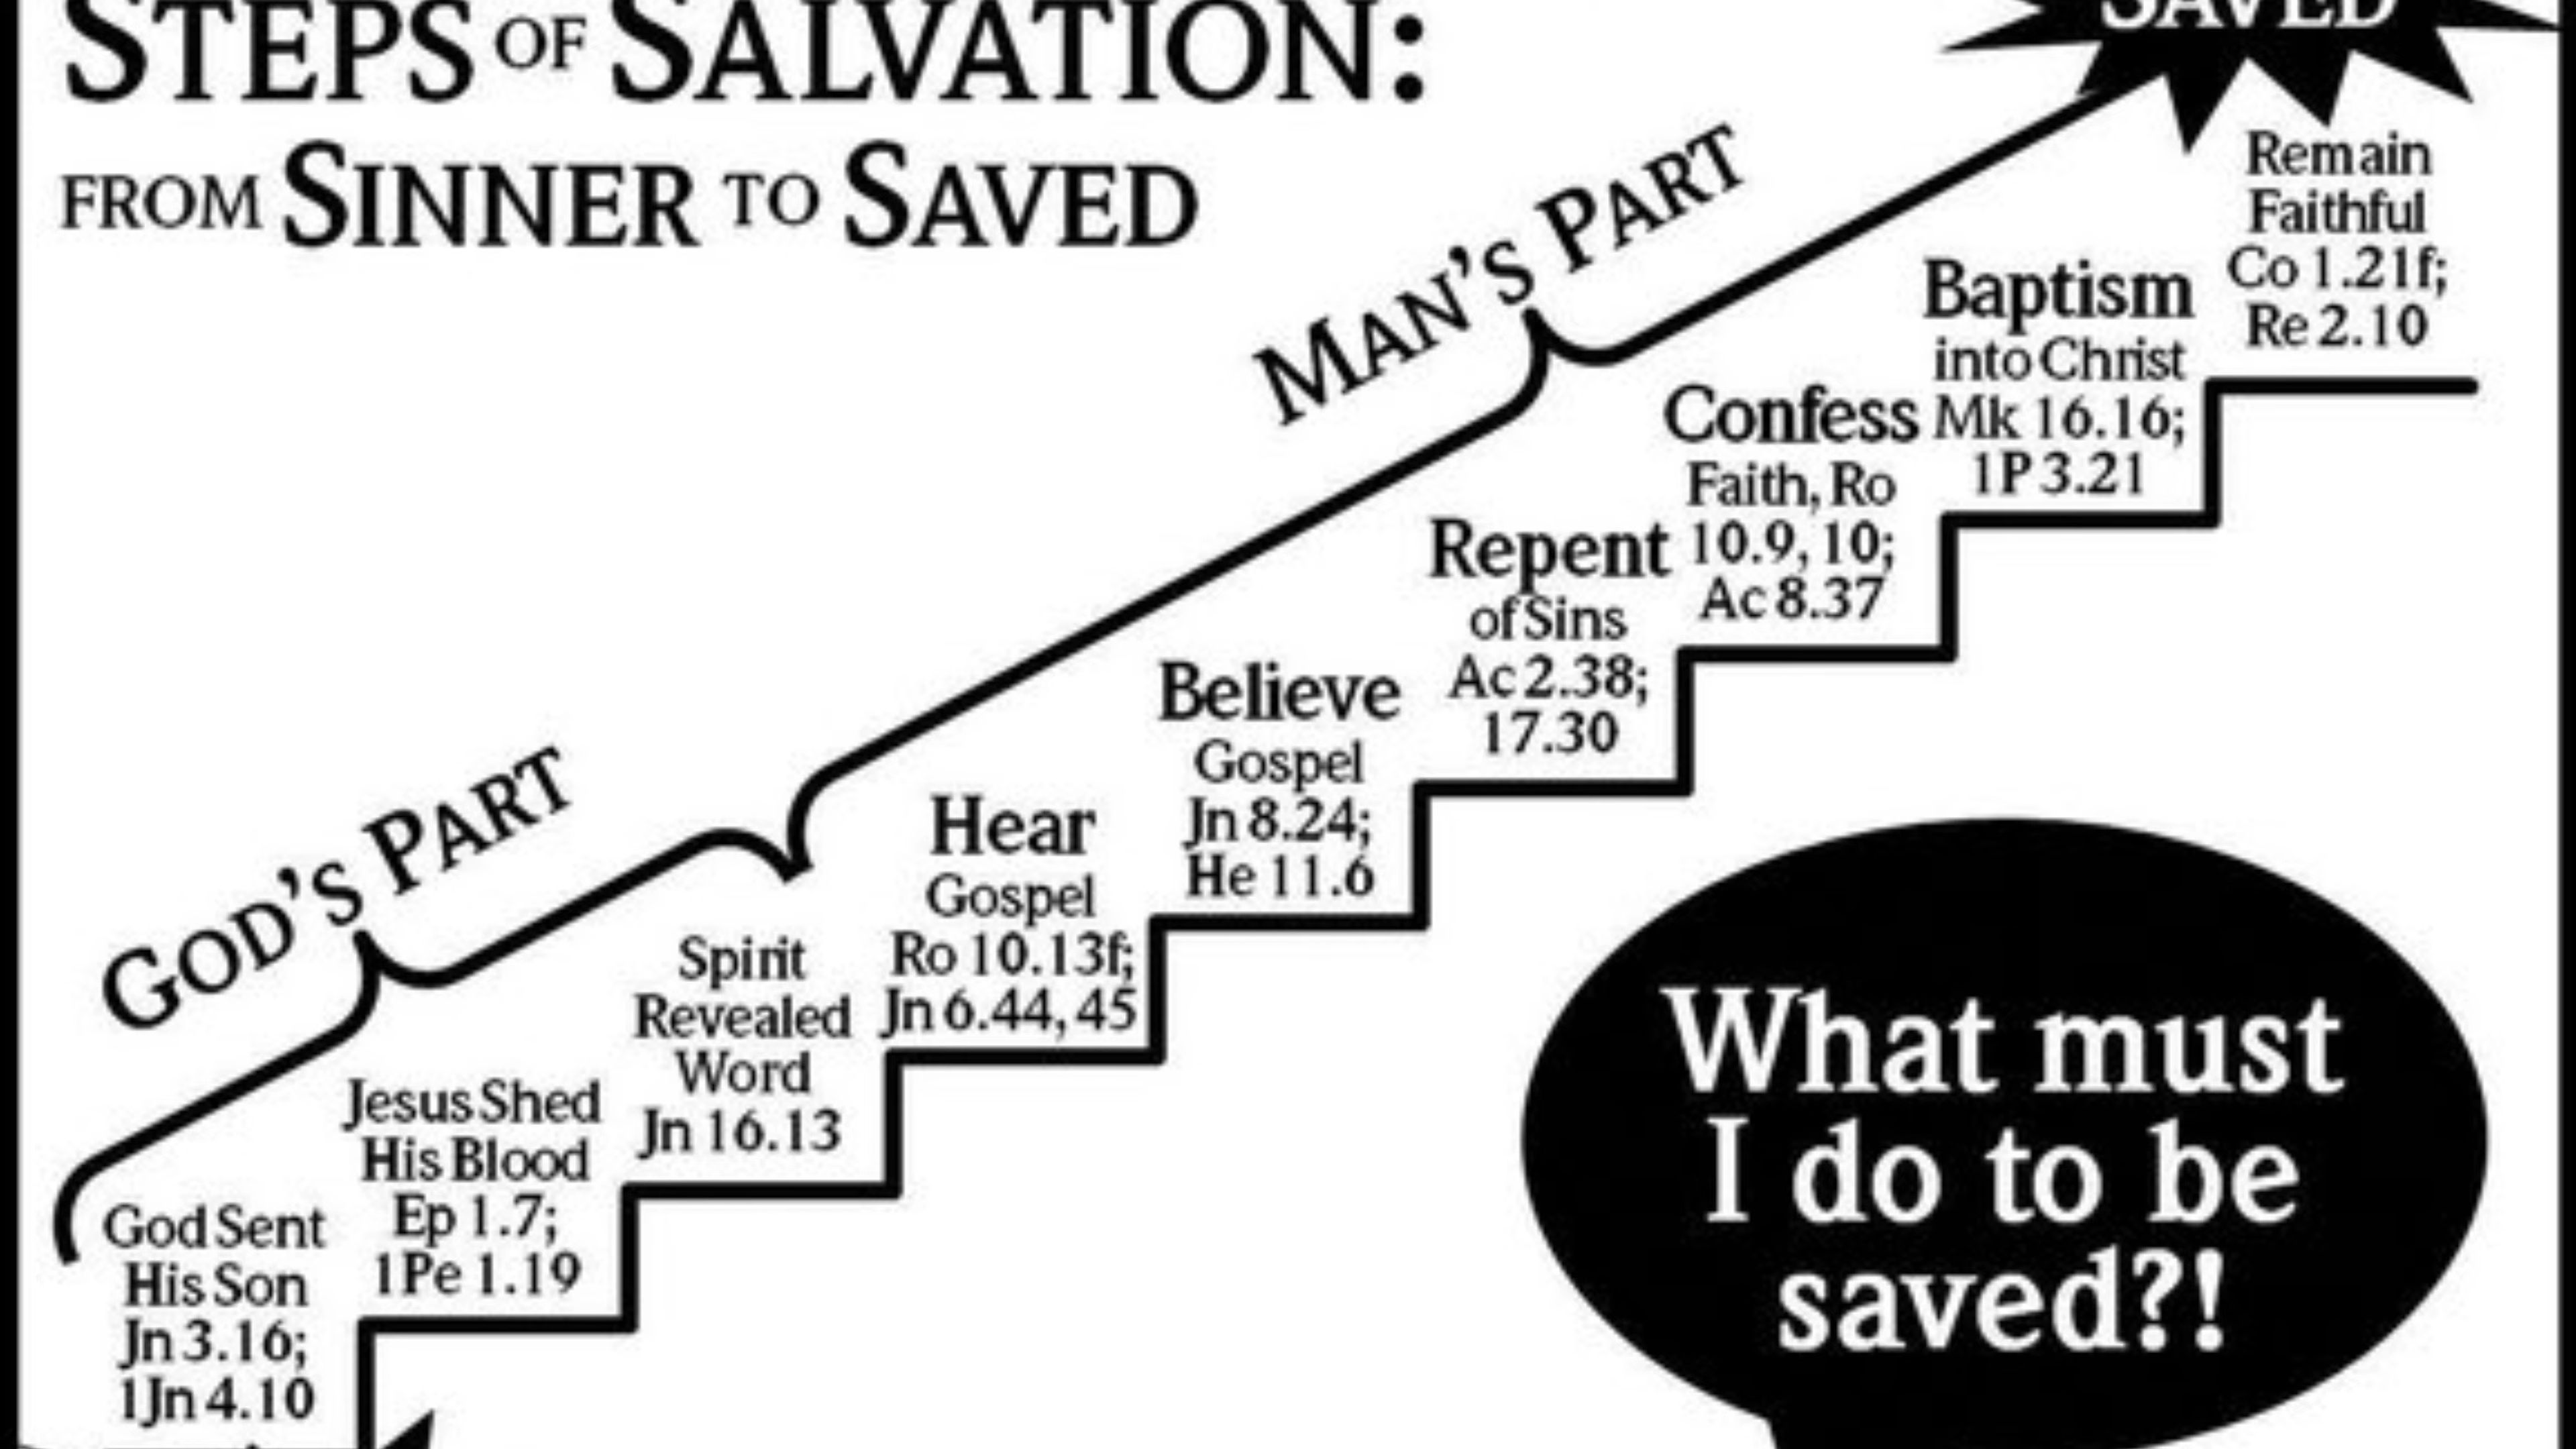 STEPS OF SALVATION:
FROM SINNER TO SAVED
SAVED
MAN'S PART
GOD'S PART
God Sent
His Son
Jn 3.16;
1Jn 4.10
Jesus Shed
His Blood
Ep 1.7;
1Pe 1.19
Spirit
Revealed
Word
Jn 16.13
Hear
Gospel
Ro 10.13f;
Jn 6.44, 45
Believe
Gospel
Jn 8.24;
He 11.6
Repent
of Sins
Ac 2.38;
17.30
Confess
Faith, Ro
10.9, 10;
Ac 8.37
Baptism
into Christ
Mk 16.16;
1P 3.21
Remain
Faithful
Co 1.21f;
Re 2.10
What must
I do to be
saved?!